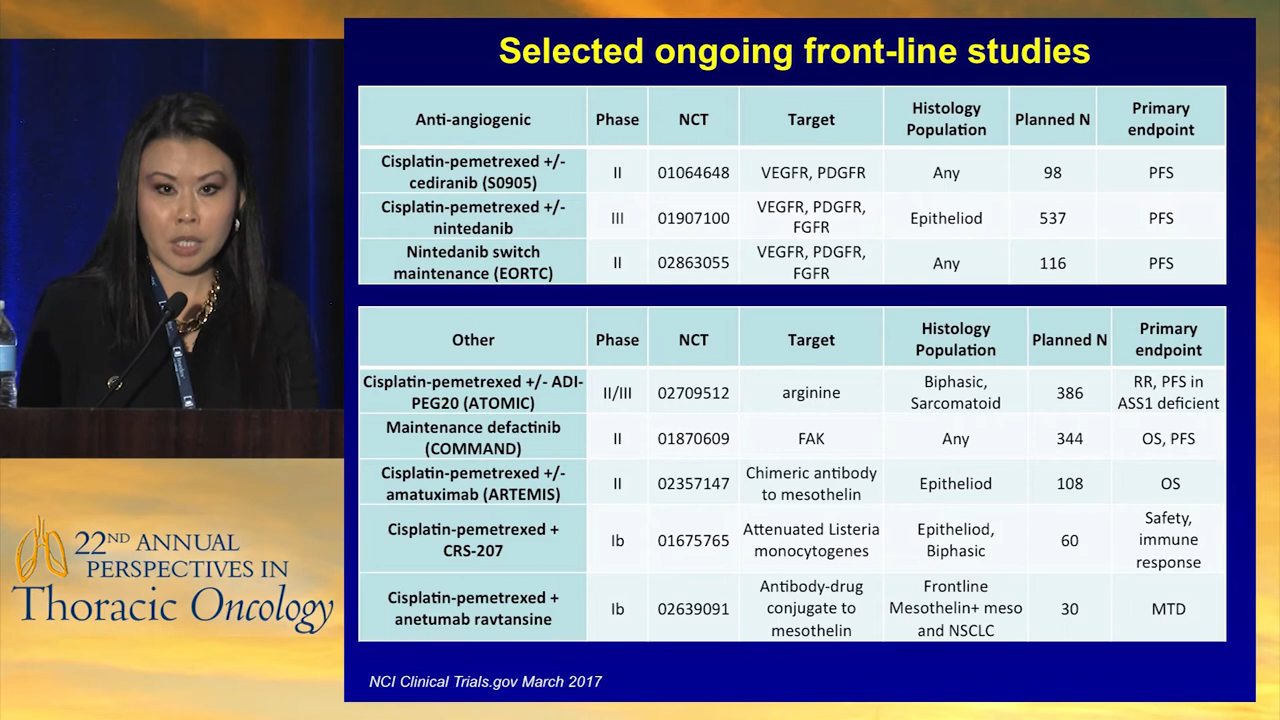 Selected ongoing front-line studies
Anti-angiogenic Phase NCT Target Histology Population Planned N Primary endpoint
Cisplatin-pemetrexed +/- cediranib (S0905) II 01064648 VEGFR, PDGFR Any 98 PFS
Cisplatin-pemetrexed +/- nintedanib III 01907100 VEGFR, PDGFR, FGFR Epitheliod 537 PFS
Nintedanib switch maintenance (EORTC) II 02863055 VEGFR, PDGFR, FGFR Any 116 PFS
Other Phase NCT Target Histology Population Planned N Primary endpoint
Cisplatin-pemetrexed +/- ADI-PEG20 (ATOMIC) II/III 02709512 arginine Biphasic, Sarcomatoid 386 RR, PFS in ASS1 deficient
Maintenance defactinib (COMMAND) II 01870609 FAK Any 344 OS, PFS
Cisplatin-pemetrexed +/- amatuximab (ARTEMIS) II 02357147 Chimeric antibody to mesothelin Epitheliod 108 OS
Cisplatin-pemetrexed + CRS-207 Ib 01675765 Attenuated Listeria monocytogenes Epitheliod, Biphasic 60 Safety, immune response
Cisplatin-pemetrexed + anetumab ravtansine Ib 02639091 Antibody-drug conjugate to mesothelin Frontline Mesothelin+ meso and NSCLC 30 MTD
NCI Clinical Trials.gov March 2017
22ND ANNUAL
PERSPECTIVES IN
Thoracic Oncology